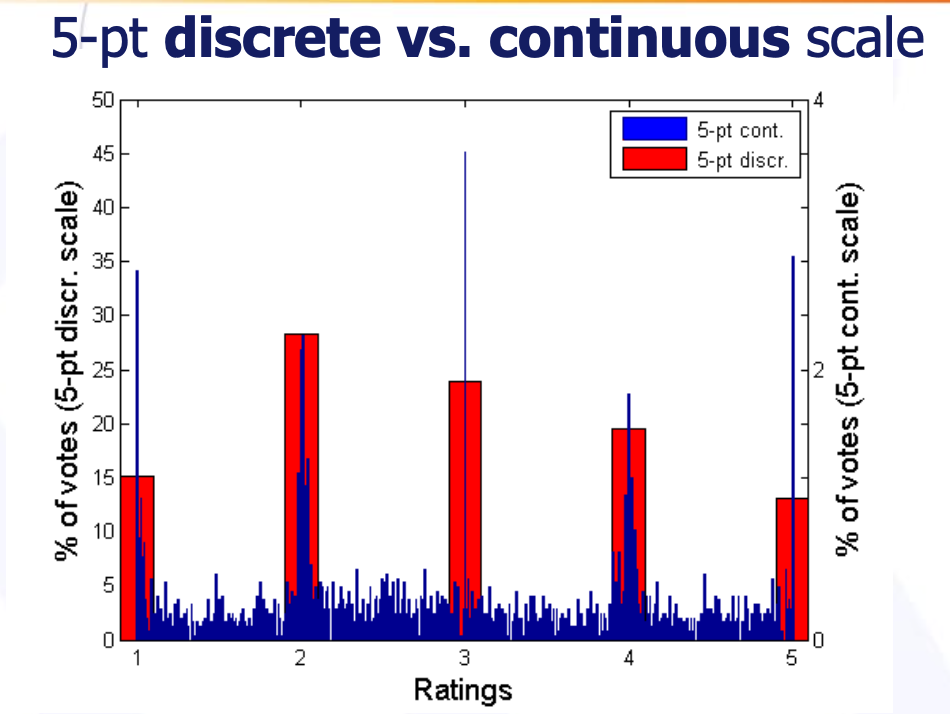 5-pt discrete vs. continuous scale
5-pt cont.
5-pt discr.
% of votes (5-pt discr. scale)
50
45
40
35
30
25
20
15
10
5
0
4
2
0
% of votes (5-pt cont. scale)
1 2 3 4 5
Ratings